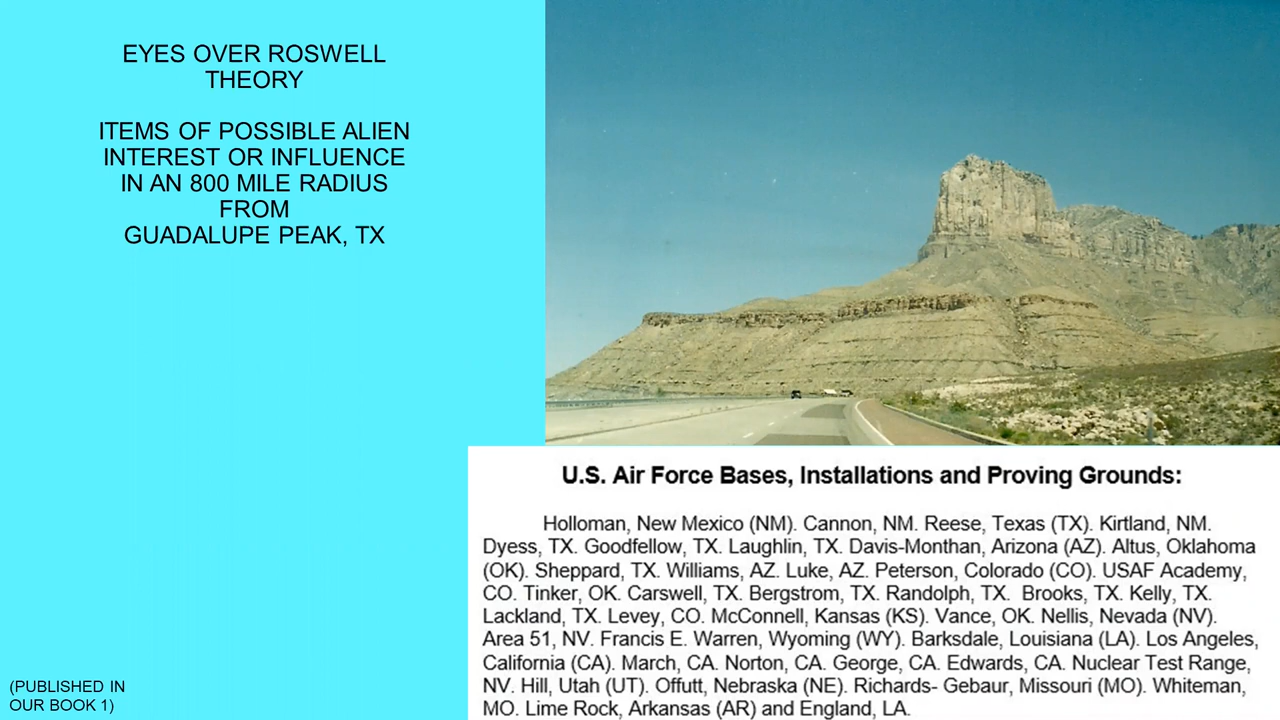 EYES OVER ROSWELL
THEORY
ITEMS OF POSSIBLE ALIEN
INTEREST OR INFLUENCE
IN AN 800 MILE RADIUS
FROM
GUADALUPE PEAK, TX
U.S. Air Force Bases, Installations and Proving Grounds:
Holloman, New Mexico (NM). Cannon, NM. Reese, Texas (TX). Kirtland, NM.
Dyess, TX. Goodfellow, TX. Laughlin, TX. Davis-Monthan, Arizona (AZ). Altus, Oklahoma
(OK). Sheppard, TX. Williams, AZ. Luke, AZ. Peterson, Colorado (CO). USAF Academy,
CO. Tinker, OK. Carswell, TX. Bergstrom, TX. Randolph, TX. Brooks, TX. Kelly, TX.
Lackland, TX. Levey, CO. McConnell, Kansas (KS). Vance, OK. Nellis, Nevada (NV).
Area 51, NV. Francis E. Warren, Wyoming (WY). Barksdale, Louisiana (LA). Los Angeles,
California (CA). March, CA. Norton, CA. George, CA. Edwards, CA. Nuclear Test Range,
NV. Hill, Utah (UT). Offutt, Nebraska (NE). Richards- Gebaur, Missouri (MO). Whiteman,
MO. Lime Rock, Arkansas (AR) and England, LA.
(PUBLISHED IN
OUR BOOK 1)